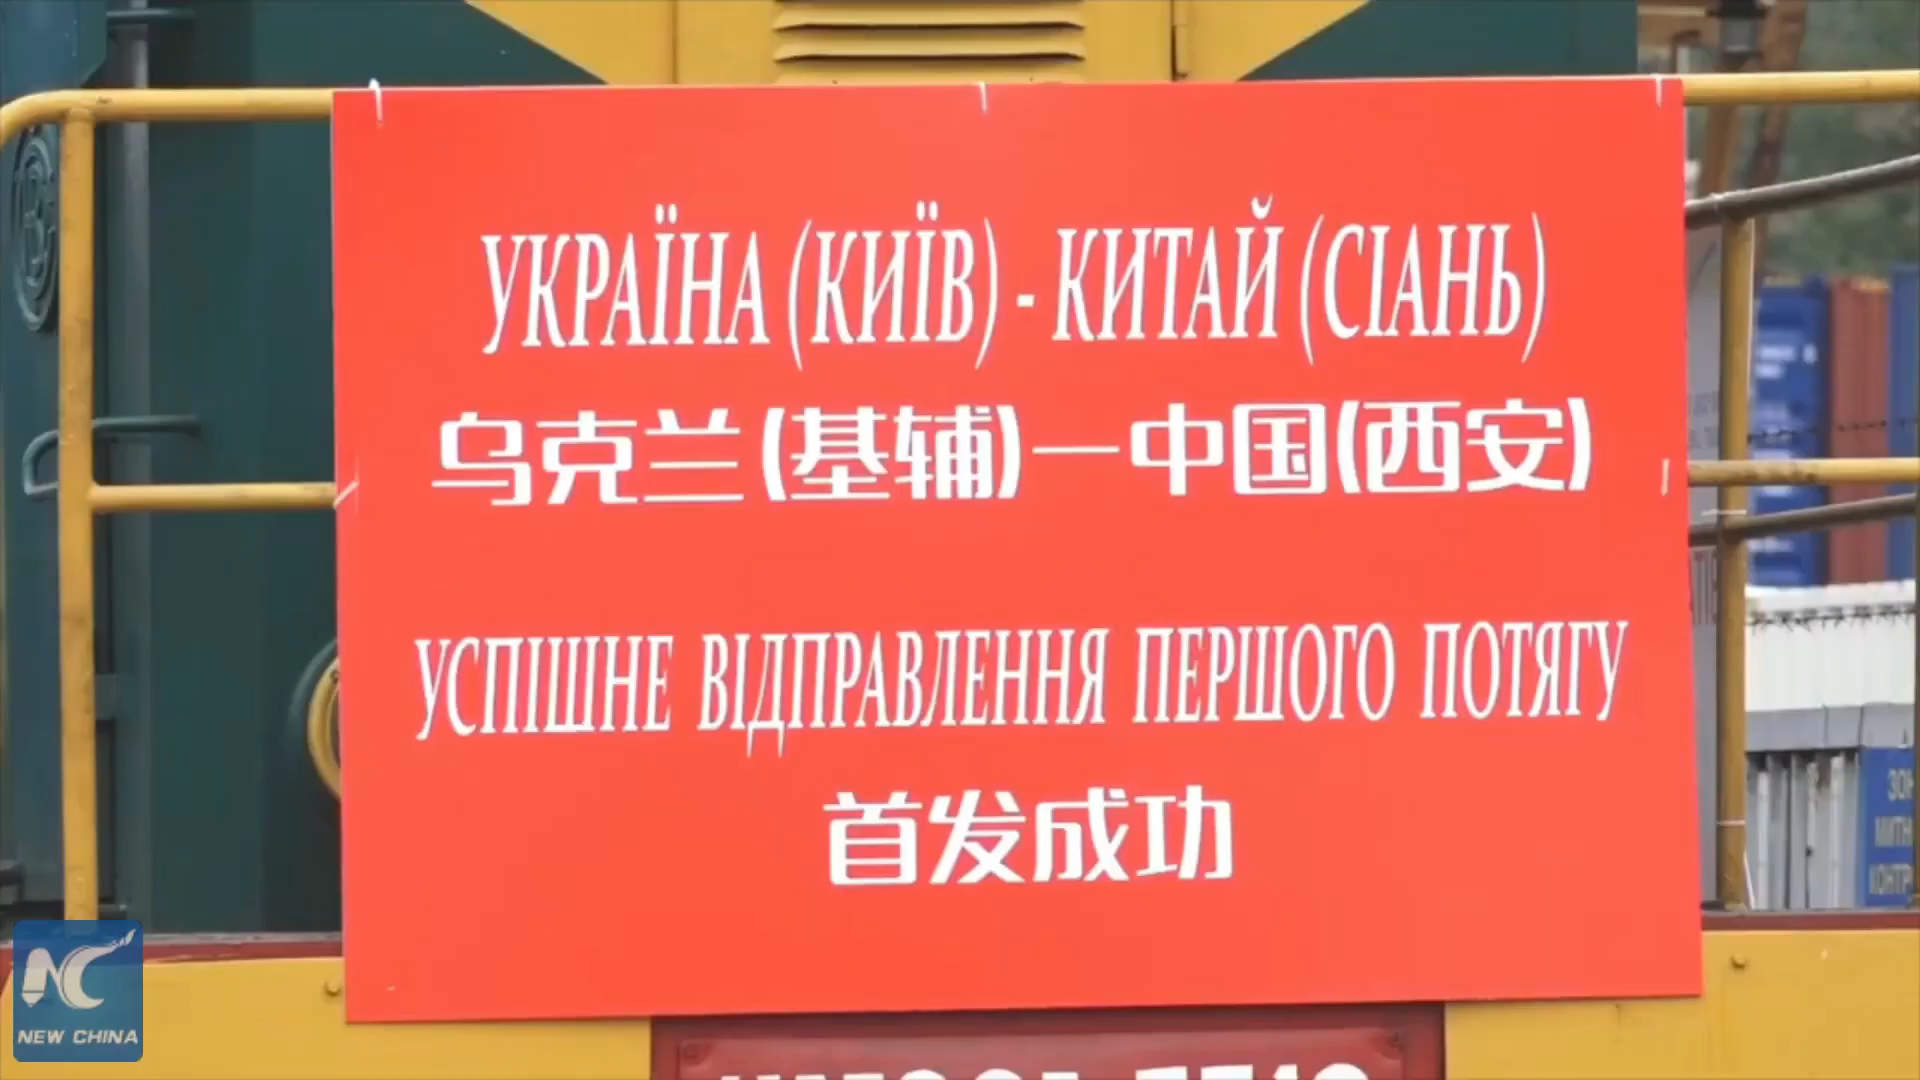 УКРАЇНА (КИЇВ) - КИТАЙ (СІАНЬ)
乌克兰(基辅)—中国(西安)
УСПІШНЕ ВІДПРАВЛЕННЯ ПЕРШОГО ПОТЯГУ
首发成功
NEW CHINA